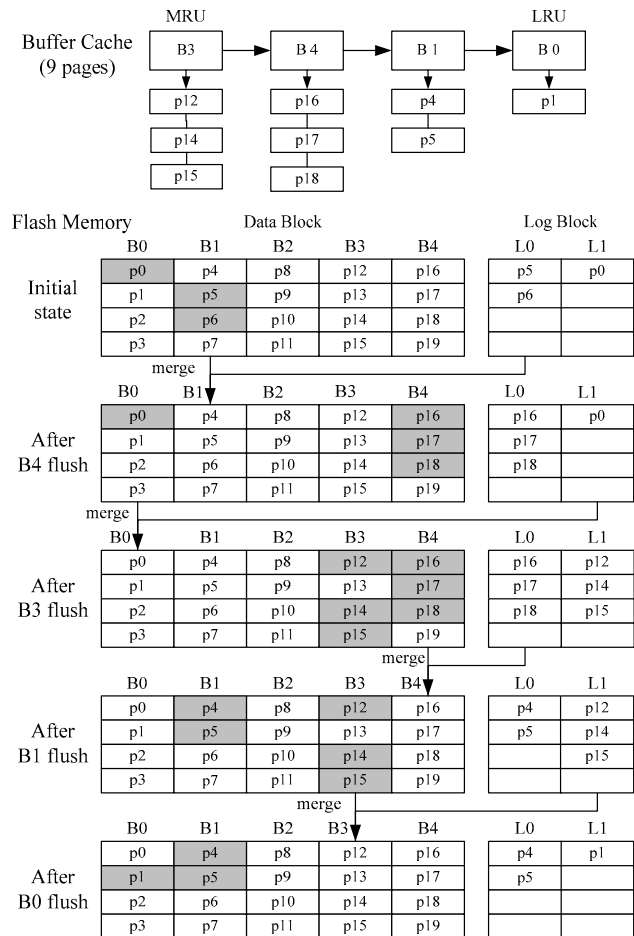 MRU LRU
Buffer Cache
(9 pages)
B3 B 4 B 1 B 0
p12 p16 p4 p1
p14 p17 p5
p15 p18
Flash Memory Data Block Log Block
B0 B1 B2 B3 B4 L0 L1
Initial
state
p0 p4 p8 p12 p16 p5 p0
p1 p5 p9 p13 p17 p6
p2 p6 p10 p14 p18
p3 p7 p11 p15 p19
merge
B0 B1 B2 B3 B4 L0 L1
After
B4 flush
p0 p4 p8 p12 p16 p16 p0
p1 p5 p9 p13 p17 p17
p2 p6 p10 p14 p18 p18
p3 p7 p11 p15 p19
merge
B0 B1 B2 B3 B4 L0 L1
After
B3 flush
p0 p4 p8 p12 p16 p16 p12
p1 p5 p9 p13 p17 p17 p14
p2 p6 p10 p14 p18 p18 p15
p3 p7 p11 p15 p19
merge
B0 B1 B2 B3 B4 L0 L1
After
B1 flush
p0 p4 p8 p12 p16 p4 p12
p1 p5 p9 p13 p17 p5 p14
p2 p6 p10 p14 p18 p15
p3 p7 p11 p15 p19
merge
B0 B1 B2 B3 B4 L0 L1
After
B0 flush
p0 p4 p8 p12 p16 p4 p1
p1 p5 p9 p13 p17 p5
p2 p6 p10 p14 p18
p3 p7 p11 p15 p19